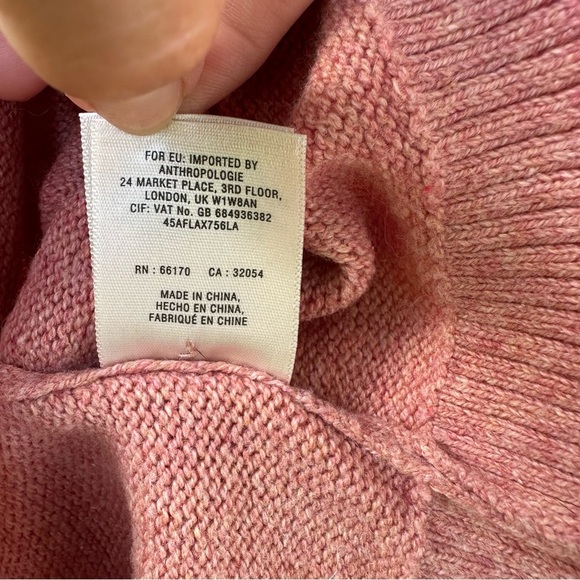 FOR EU: IMPORTED BY
ANTHROPOLOGIE
24 MARKET PLACE, 3RD FLOOR,
LONDON, UK W1W8AN
CIF: VAT No. GB 684936382
45AFLAX756LA
RN : 66170 CA : 32054
MADE IN CHINA,
HECHO EN CHINA,
FABRIQUÉ EN CHINE